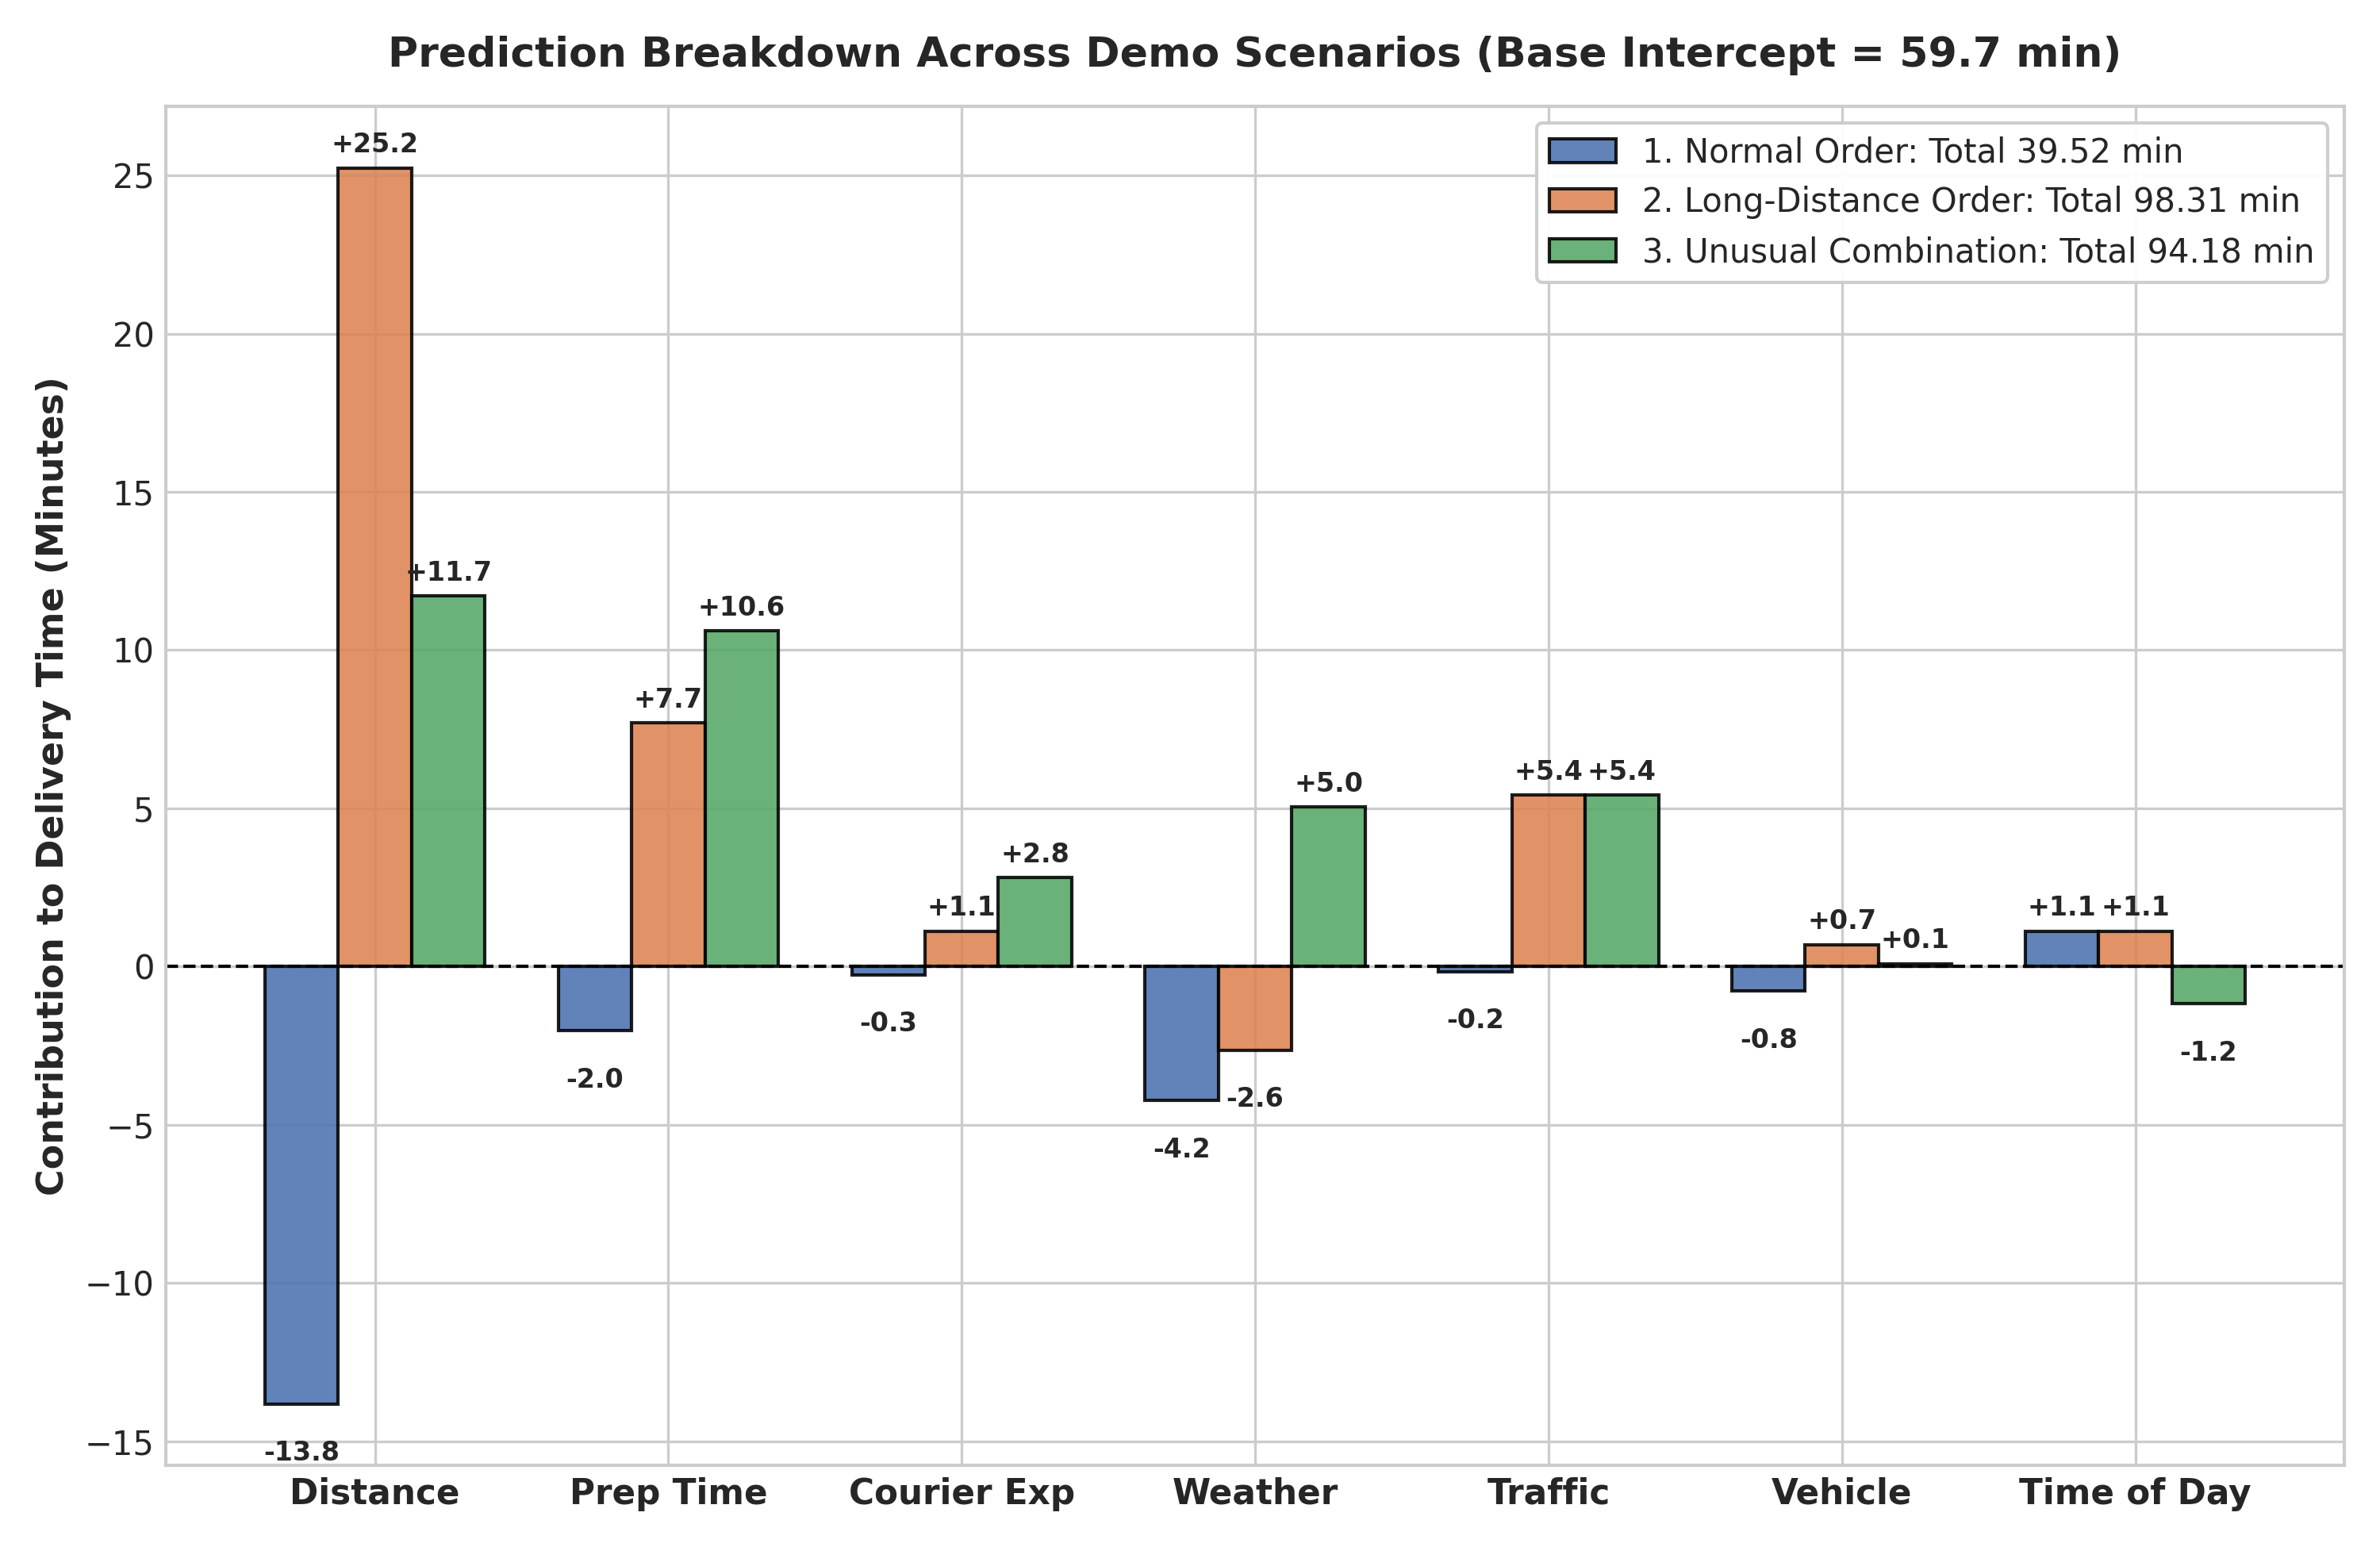 Prediction Breakdown Across Demo Scenarios (Base Intercept = 59.7 min)
1. Normal Order: Total 39.52 min
2. Long-Distance Order: Total 98.31 min
3. Unusual Combination: Total 94.18 min
Contribution to Delivery Time (Minutes)
25
20
15
10
5
0
−5
−10
−15
-13.8
+25.2
+11.7
-2.0
+7.7
+10.6
-0.3
+1.1
+2.8
-4.2
-2.6
+5.0
-0.2
+5.4
+5.4
-0.8
+0.7
+0.1
+1.1
+1.1
-1.2
Distance
Prep Time
Courier Exp
Weather
Traffic
Vehicle
Time of Day